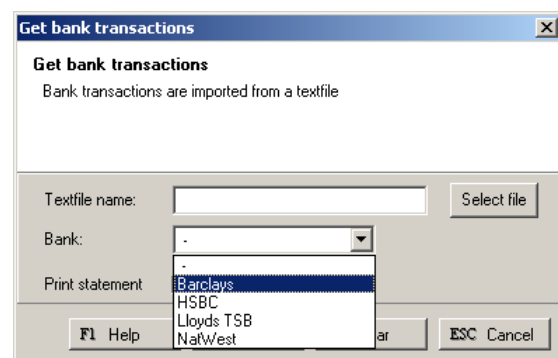 Get bank transactions
Get bank transactions
Bank transactions are imported from a textfile
Textfile name:
Select file
Bank:
-
-
Print statement
Barclays
HSBC
Lloyds TSB
NatWest
F1 Help
ar
ESC Cancel